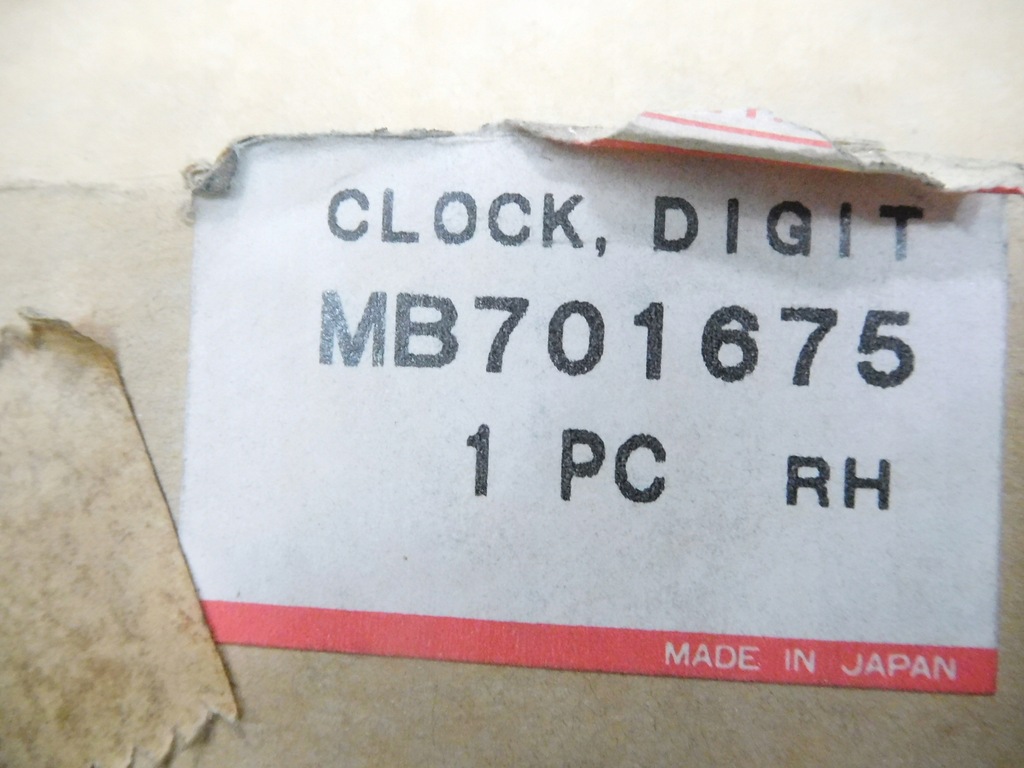 CLOCK, DIGIT
MB701675
1 PC RH
MADE IN JAPAN